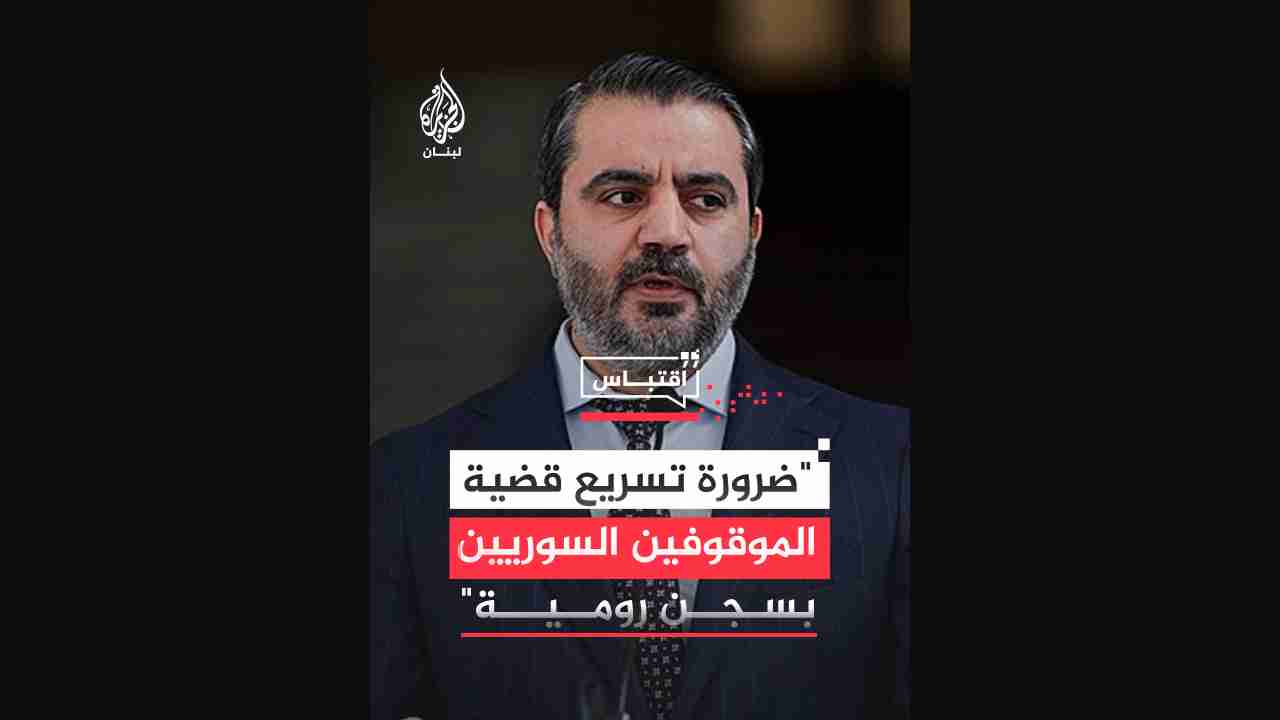 الجزيرة
لبنان
اقتباس
"ضرورة تسريع قضية
الموقوفين السوريين
بسجن رومية"